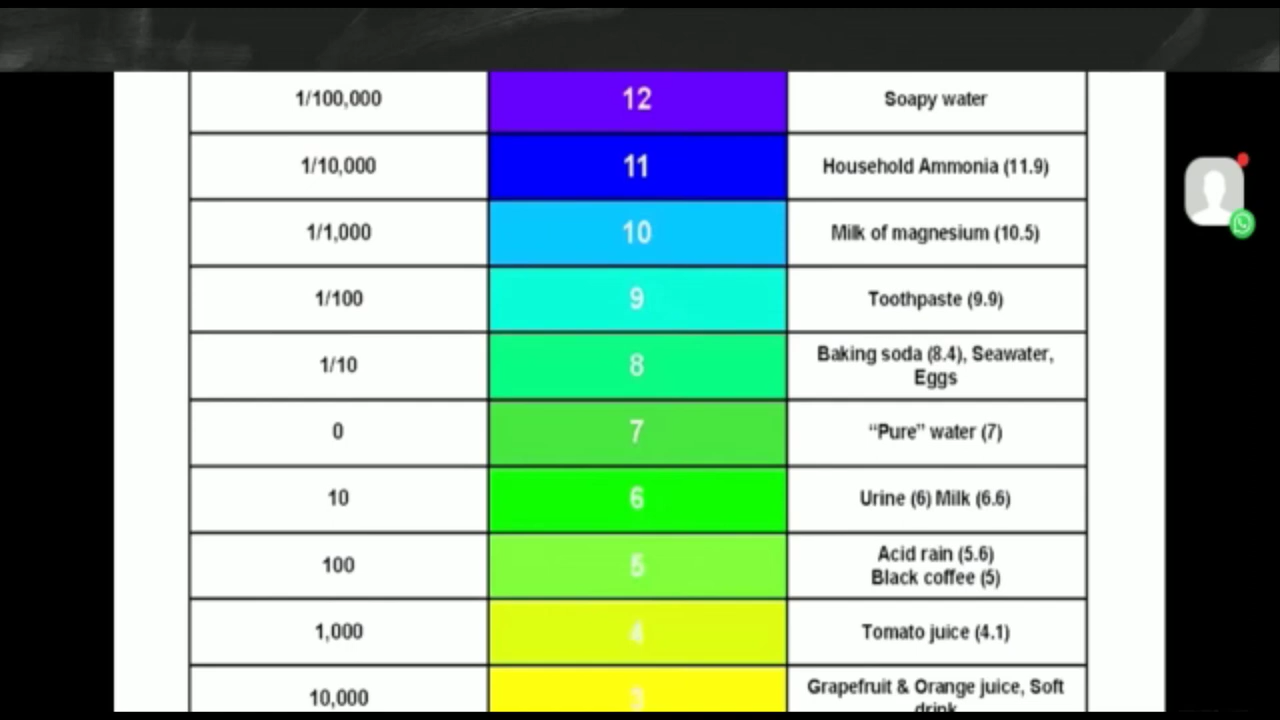 1/100,000 12 Soapy water
1/10,000 11 Household Ammonia (11.9)
1/1,000 10 Milk of magnesium (10.5)
1/100 9 Toothpaste (9.9)
1/10 8 Baking soda (8.4), Seawater,
Eggs
0 7 “Pure” water (7)
10 6 Urine (6) Milk (6.6)
100 5 Acid rain (5.6)
Black coffee (5)
1,000 4 Tomato juice (4.1)
10,000 3 Grapefruit & Orange juice, Soft
drink